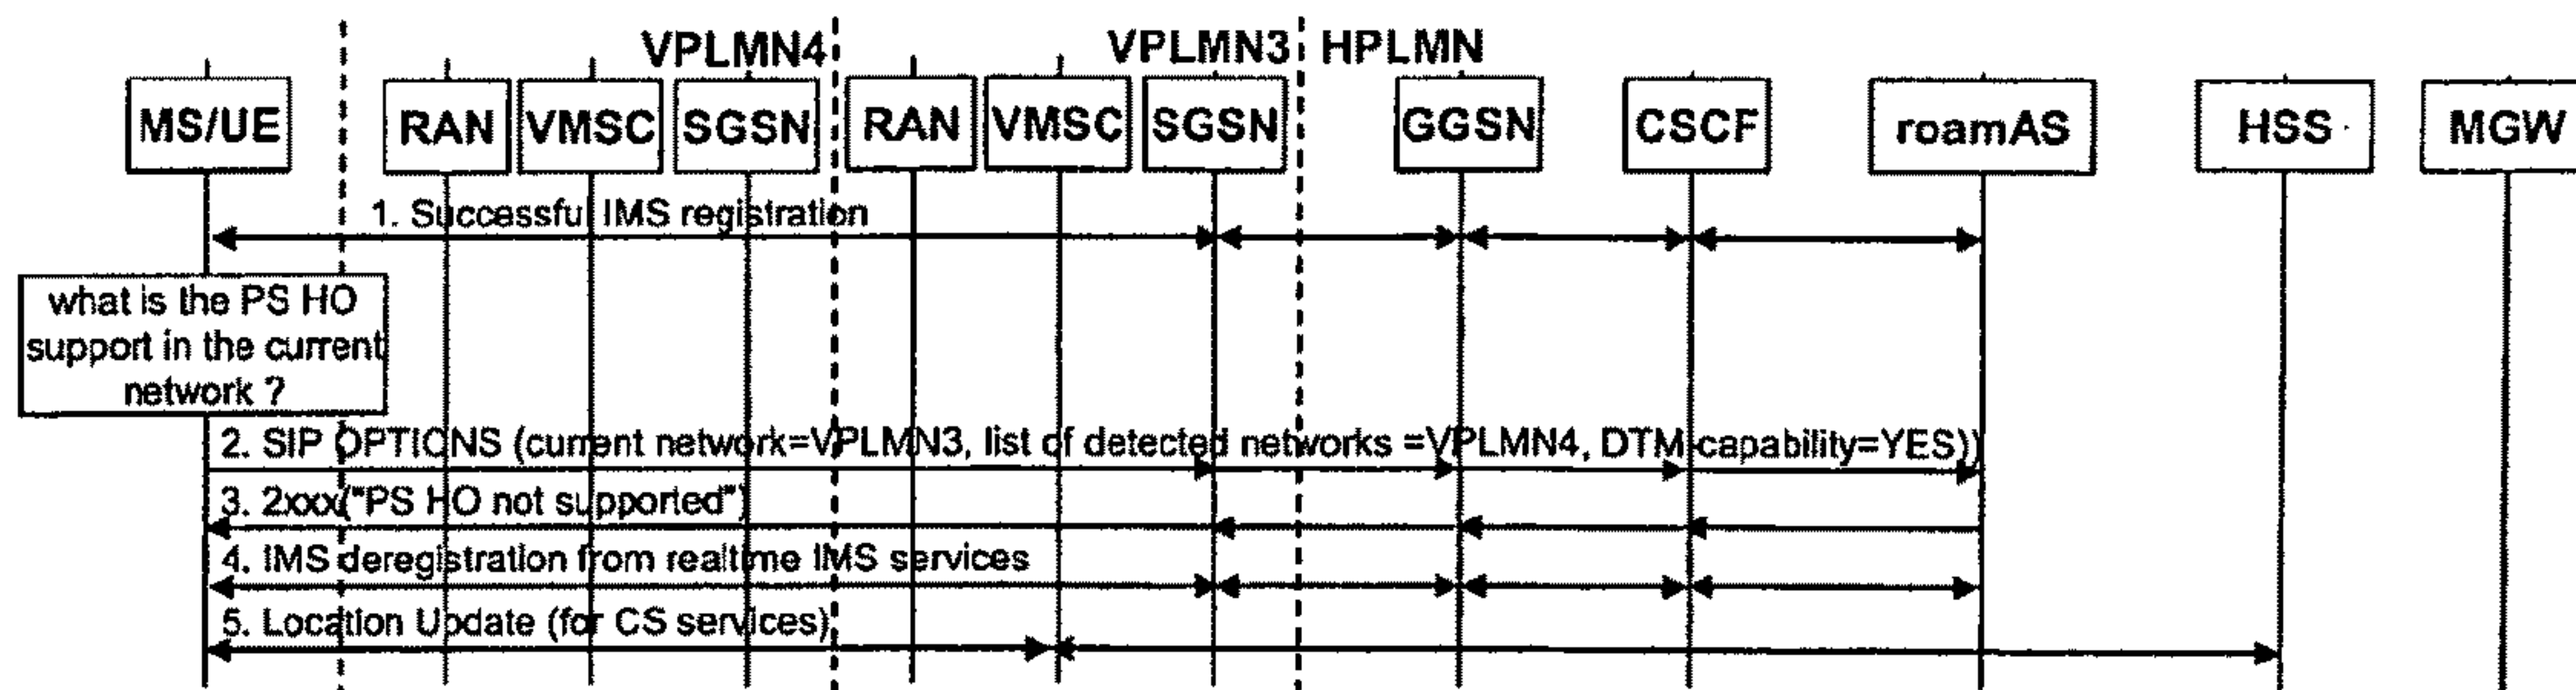 VPLMN4 VPLMN3 HPLMN
MS/UE RAN VMSC SGSN RAN VMSC SGSN GGSN CSCF roamAS HSS MGW
1. Successful IMS registration
what is the PS HO
support in the current
network ?
2. SIP OPTIONS (current network=VPLMN3, list of detected networks =VPLMN4, DTM-capability=YES))
3. 2xxx("PS HO not supported")
4. IMS deregistration from realtime IMS services
5. Location Update (for CS services)